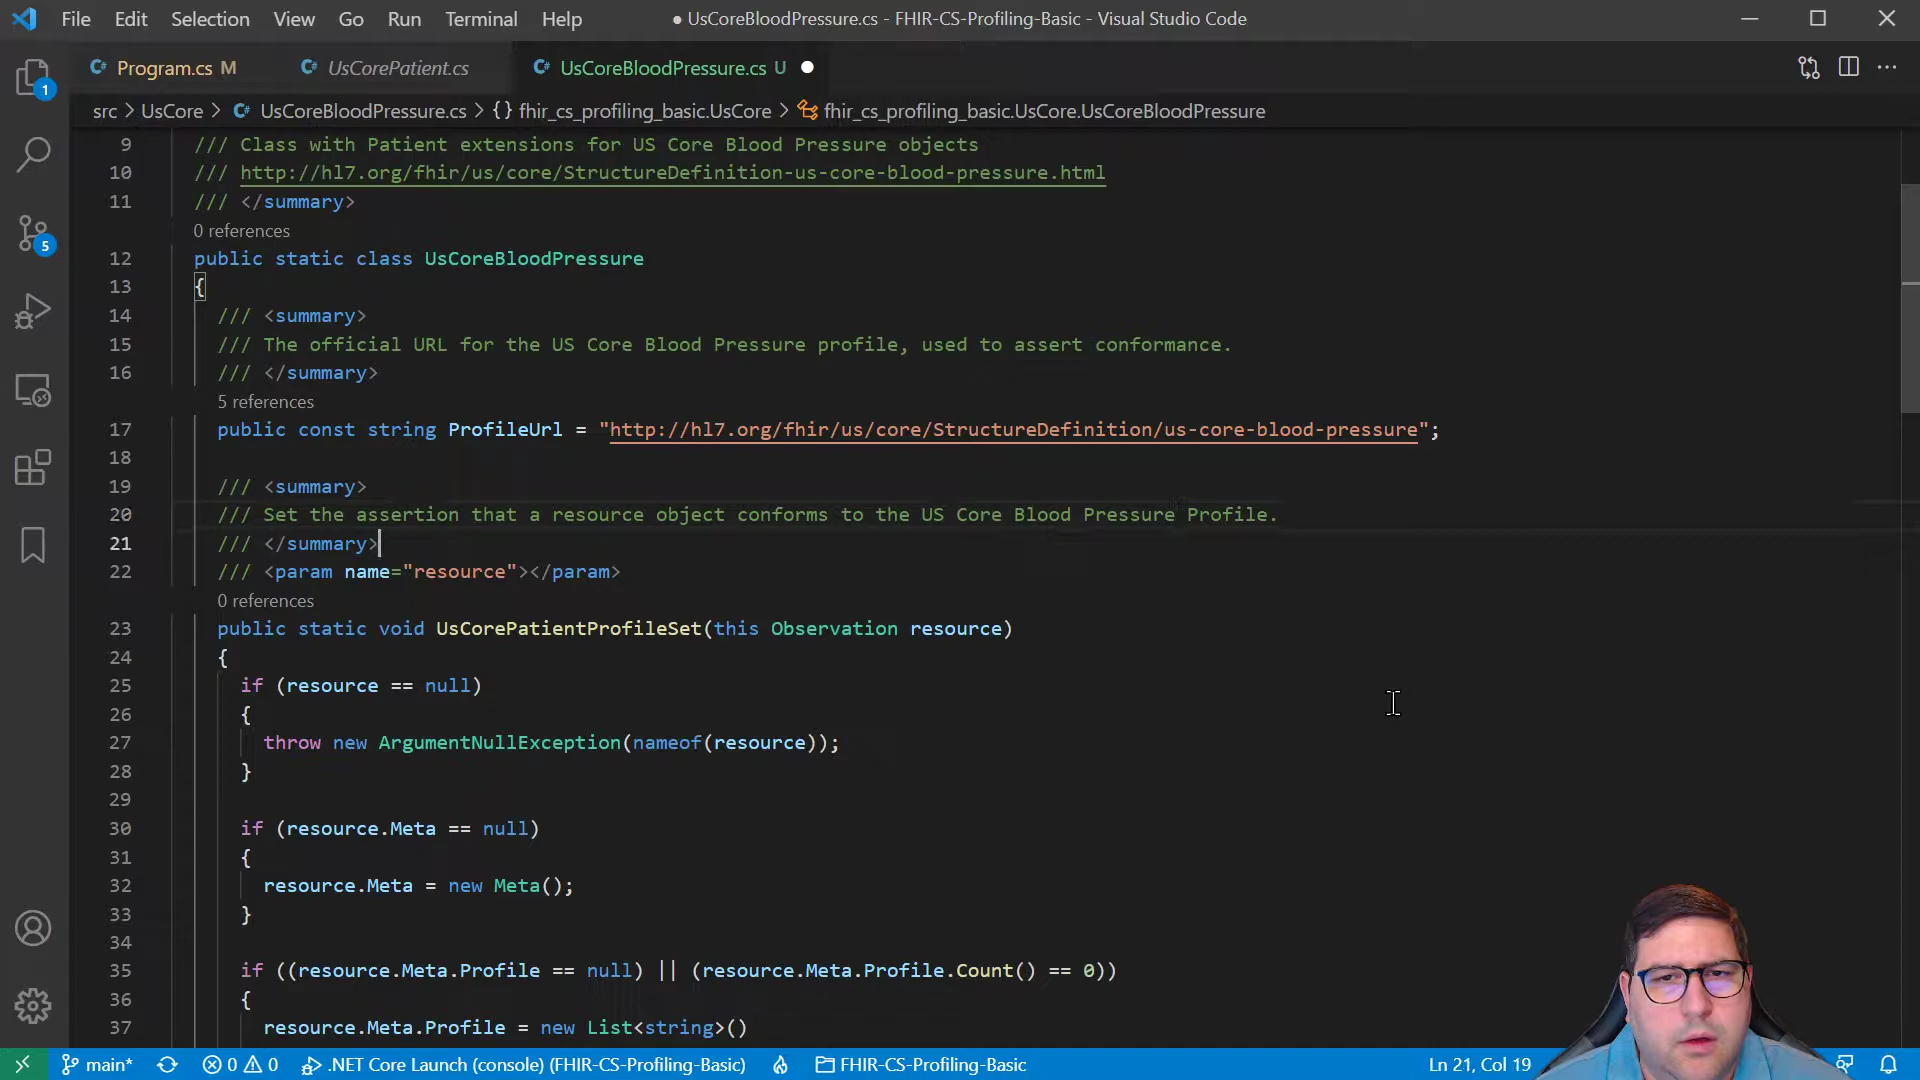 File Edit Selection View Go Run Terminal Help
● UsCoreBloodPressure.cs - FHIR-CS-Profiling-Basic - Visual Studio Code
Program.cs M
UsCorePatient.cs
UsCoreBloodPressure.cs U
src > UsCore > UsCoreBloodPressure.cs > {} fhir_cs_profiling_basic.UsCore > fhir_cs_profiling_basic.UsCore.UsCoreBloodPressure
1
5
9 /// Class with Patient extensions for US Core Blood Pressure objects
10 /// http://hl7.org/fhir/us/core/StructureDefinition-us-core-blood-pressure.html
11 /// </summary>
0 references
12 public static class UsCoreBloodPressure
13 {
14 /// <summary>
15 /// The official URL for the US Core Blood Pressure profile, used to assert conformance.
16 /// </summary>
5 references
17 public const string ProfileUrl = "http://hl7.org/fhir/us/core/StructureDefinition/us-core-blood-pressure";
18
19 /// <summary>
20 /// Set the assertion that a resource object conforms to the US Core Blood Pressure Profile.
21 /// </summary>
22 /// <param name="resource"></param>
0 references
23 public static void UsCorePatientProfileSet(this Observation resource)
24 {
25 if (resource == null)
26 {
27 throw new ArgumentNullException(nameof(resource));
28 }
29
30 if (resource.Meta == null)
31 {
32 resource.Meta = new Meta();
33 }
34
35 if ((resource.Meta.Profile == null) || (resource.Meta.Profile.Count() == 0))
36 {
37 resource.Meta.Profile = new List<string>()
main* 0 0 .NET Core Launch (console) (FHIR-CS-Profiling-Basic) FHIR-CS-Profiling-Basic Ln 21, Col 19